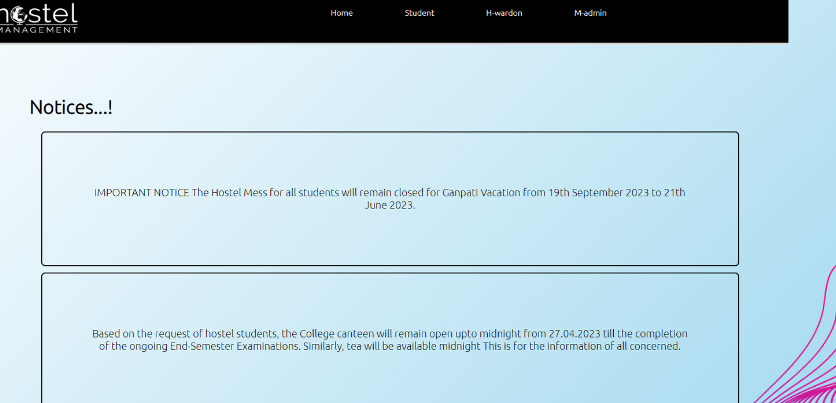 hostel
MANAGEMENT
Home Student H-wardon M-admin
Notices...!
IMPORTANT NOTICE The Hostel Mess for all students will remain closed for Ganpati Vacation from 19th September 2023 to 21th
June 2023.
Based on the request of hostel students, the College canteen will remain open upto midnight from 27.04.2023 till the completion
of the ongoing End-Semester Examinations. Similarly, tea will be available midnight This is for the information of all concerned.